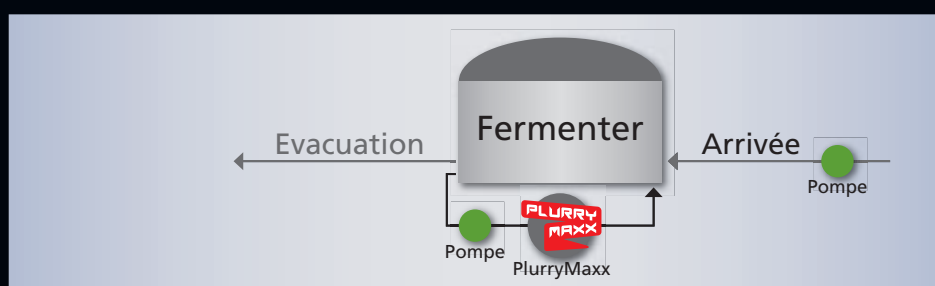 Fermenter
Evacuation
Arrivée
Pompe
PLURRY
MAXX
Pompe
PlurryMaxx